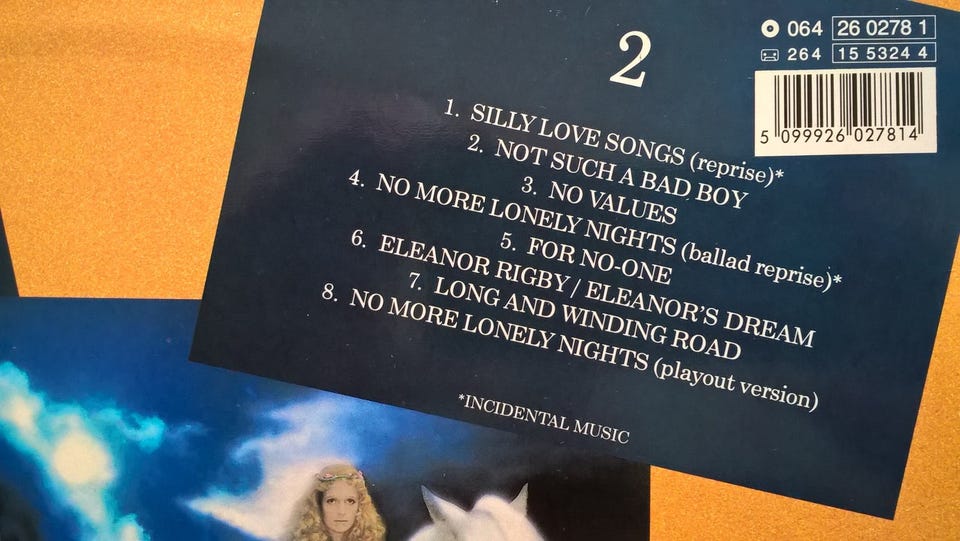 064 26 0278 1
264 15 5324 4
5 099926 027814
2
1. SILLY LOVE SONGS (reprise)*
2. NOT SUCH A BAD BOY
3. NO VALUES
4. NO MORE LONELY NIGHTS (ballad reprise)*
5. FOR NO-ONE
6. ELEANOR RIGBY / ELEANOR'S DREAM
7. LONG AND WINDING ROAD
8. NO MORE LONELY NIGHTS (playout version)
*INCIDENTAL MUSIC